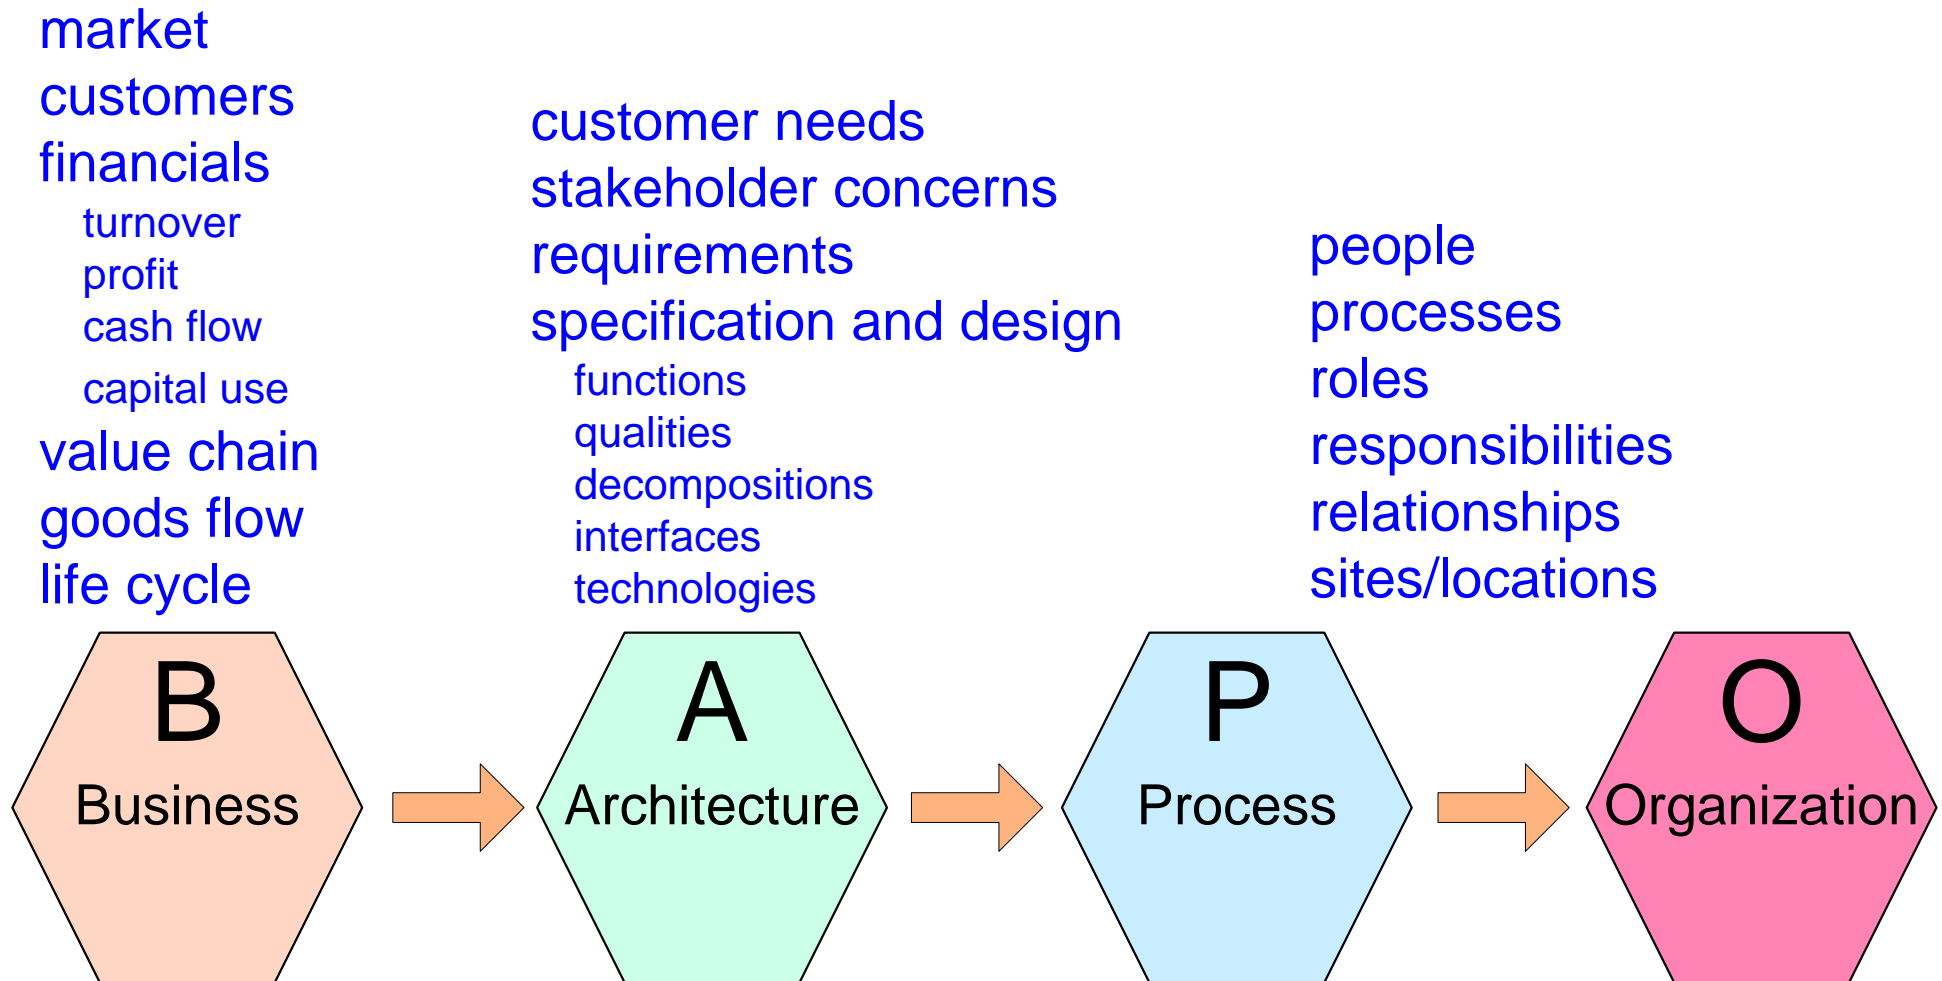 market
customers
financials
turnover
profit
cash flow
capital use
value chain
goods flow
life cycle
customer needs
stakeholder concerns
requirements
specification and design
functions
qualities
decompositions
interfaces
technologies
people
processes
roles
responsibilities
relationships
sites/locations
B
Business
A
Architecture
P
Process
O
Organization